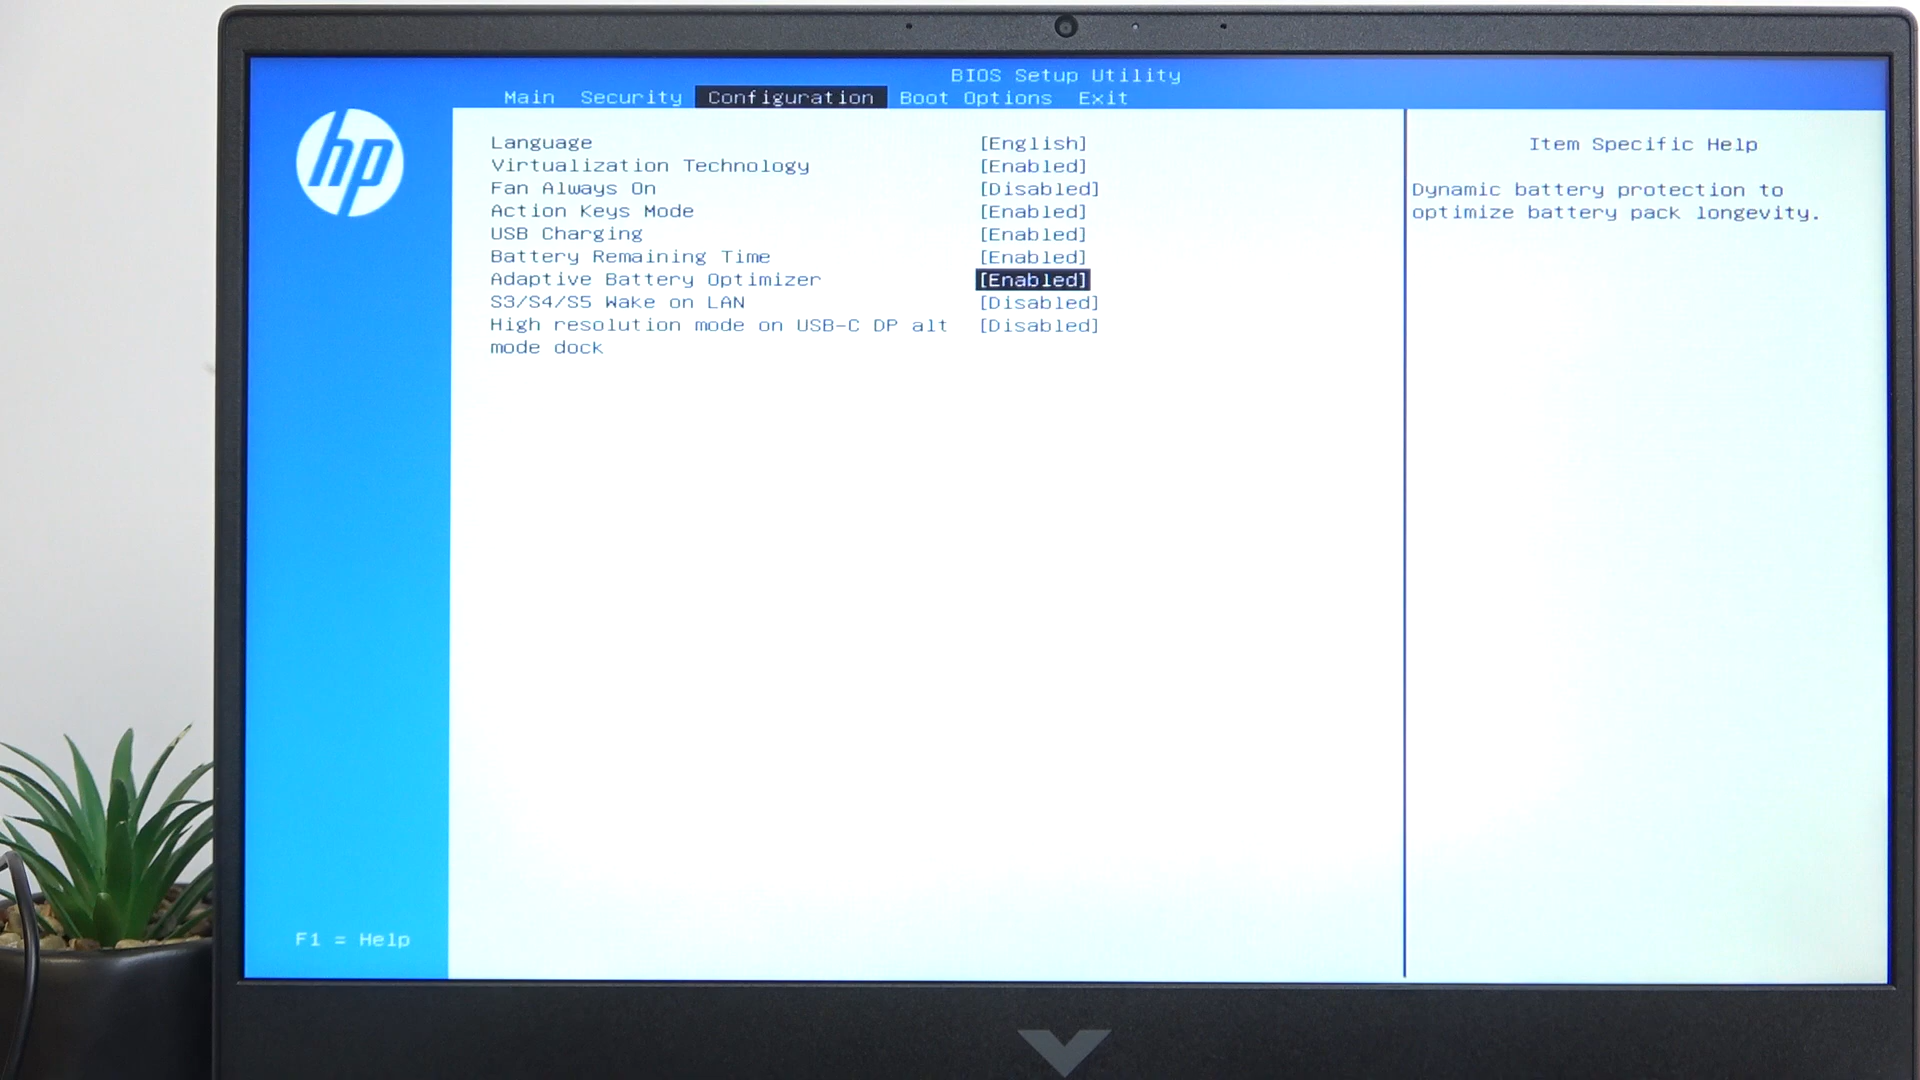 BIOS Setup Utility
Main Security Configuration Boot Options Exit
hp
Language [English]
Virtualization Technology [Enabled]
Fan Always On [Disabled]
Action Keys Mode [Enabled]
USB Charging [Enabled]
Battery Remaining Time [Enabled]
Adaptive Battery Optimizer [Enabled]
S3/S4/S5 Wake on LAN [Disabled]
High resolution mode on USB-C DP alt [Disabled]
mode dock
Item Specific Help
Dynamic battery protection to
optimize battery pack longevity.
F1 = Help